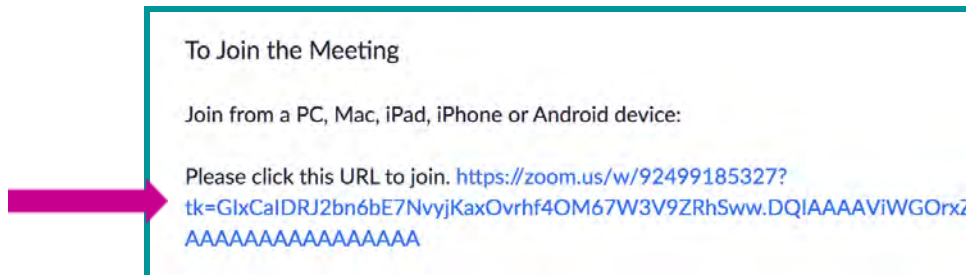 To Join the Meeting
Join from a PC, Mac, iPad, iPhone or Android device:
Please click this URL to join. https://zoom.us/w/92499185327?
tk=GlxCaIDRJ2bn6bE7NvyjKaxOvrhf4OM67W3V9ZRhSww.DQIAAAAViWGOrxZ
AAAAAAAAAAAAAAAA